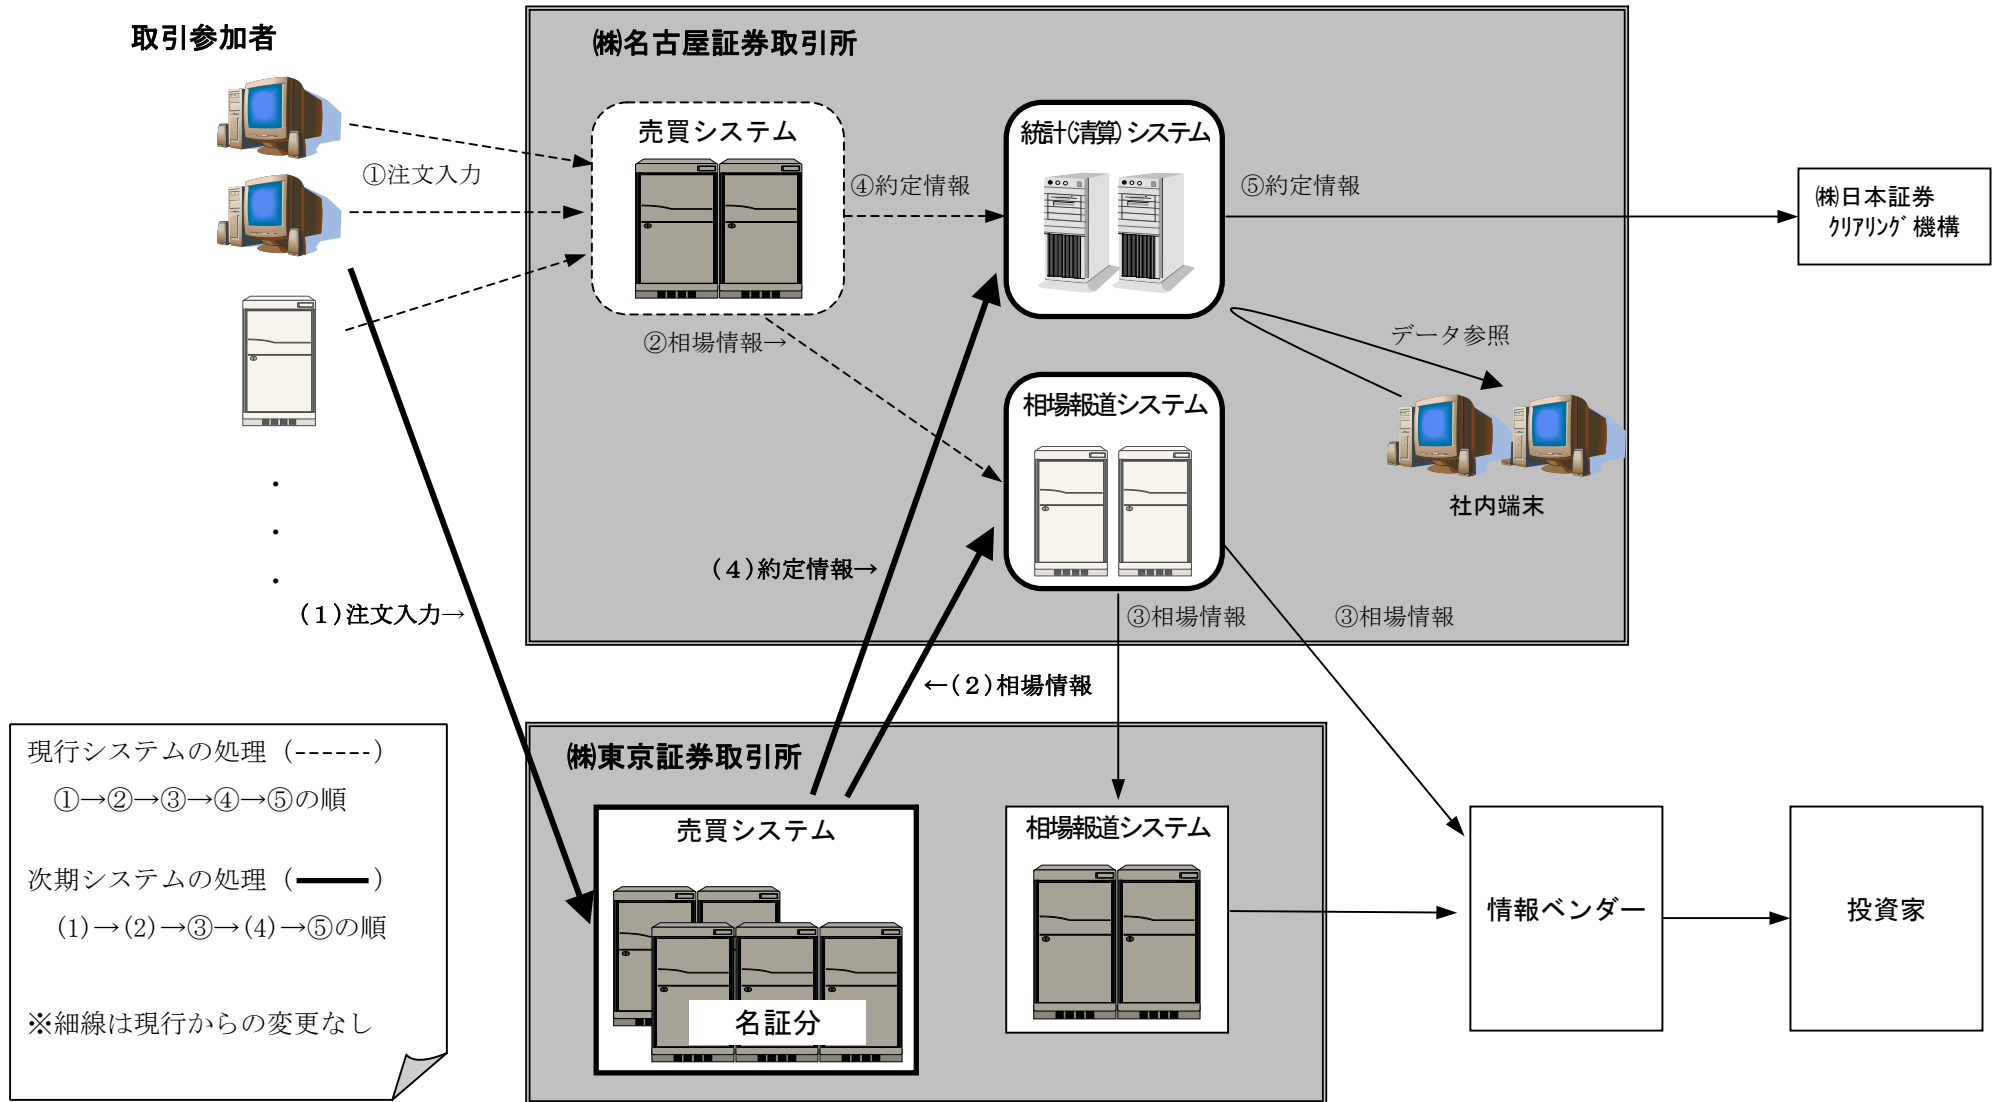 取引参加者
㈱名古屋証券取引所
売買システム
統計(清算)システム
①注文入力
④約定情報
⑤約定情報
㈱日本証券
ｸﾘｱﾘﾝｸﾞ機構
②相場情報→
データ参照
相場報道システム
社内端末
・
・
・
(４)約定情報→
(１)注文入力→
③相場情報
③相場情報
←(２)相場情報
現行システムの処理（------）
①→②→③→④→⑤の順
次期システムの処理（━━━）
(1)→(2)→③→(4)→⑤の順
※細線は現行からの変更なし
㈱東京証券取引所
売買システム
名証分
相場報道システム
情報ベンダー
投資家